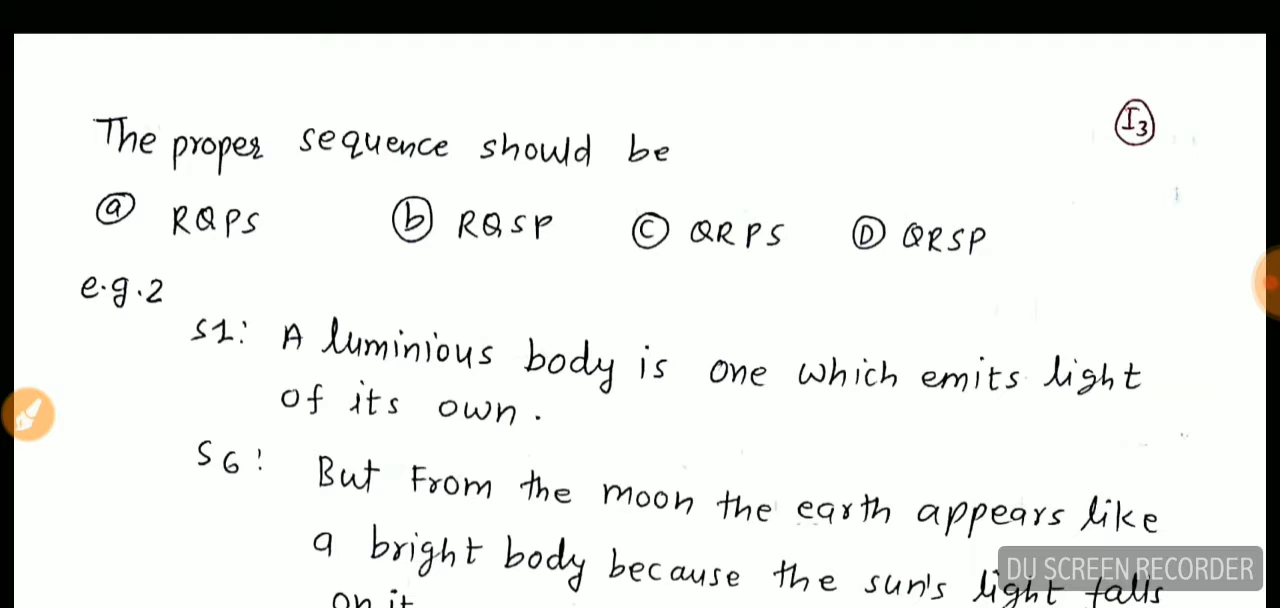 I3
The proper sequence should be
a RQPS b RQSP C QRPS D QRSP
e.g.2
S1: A luminious body is one which emits light
of its own.
S6: But From the moon the earth appears like
a bright body because the sun's light falls
on it
DU SCREEN RECORDER